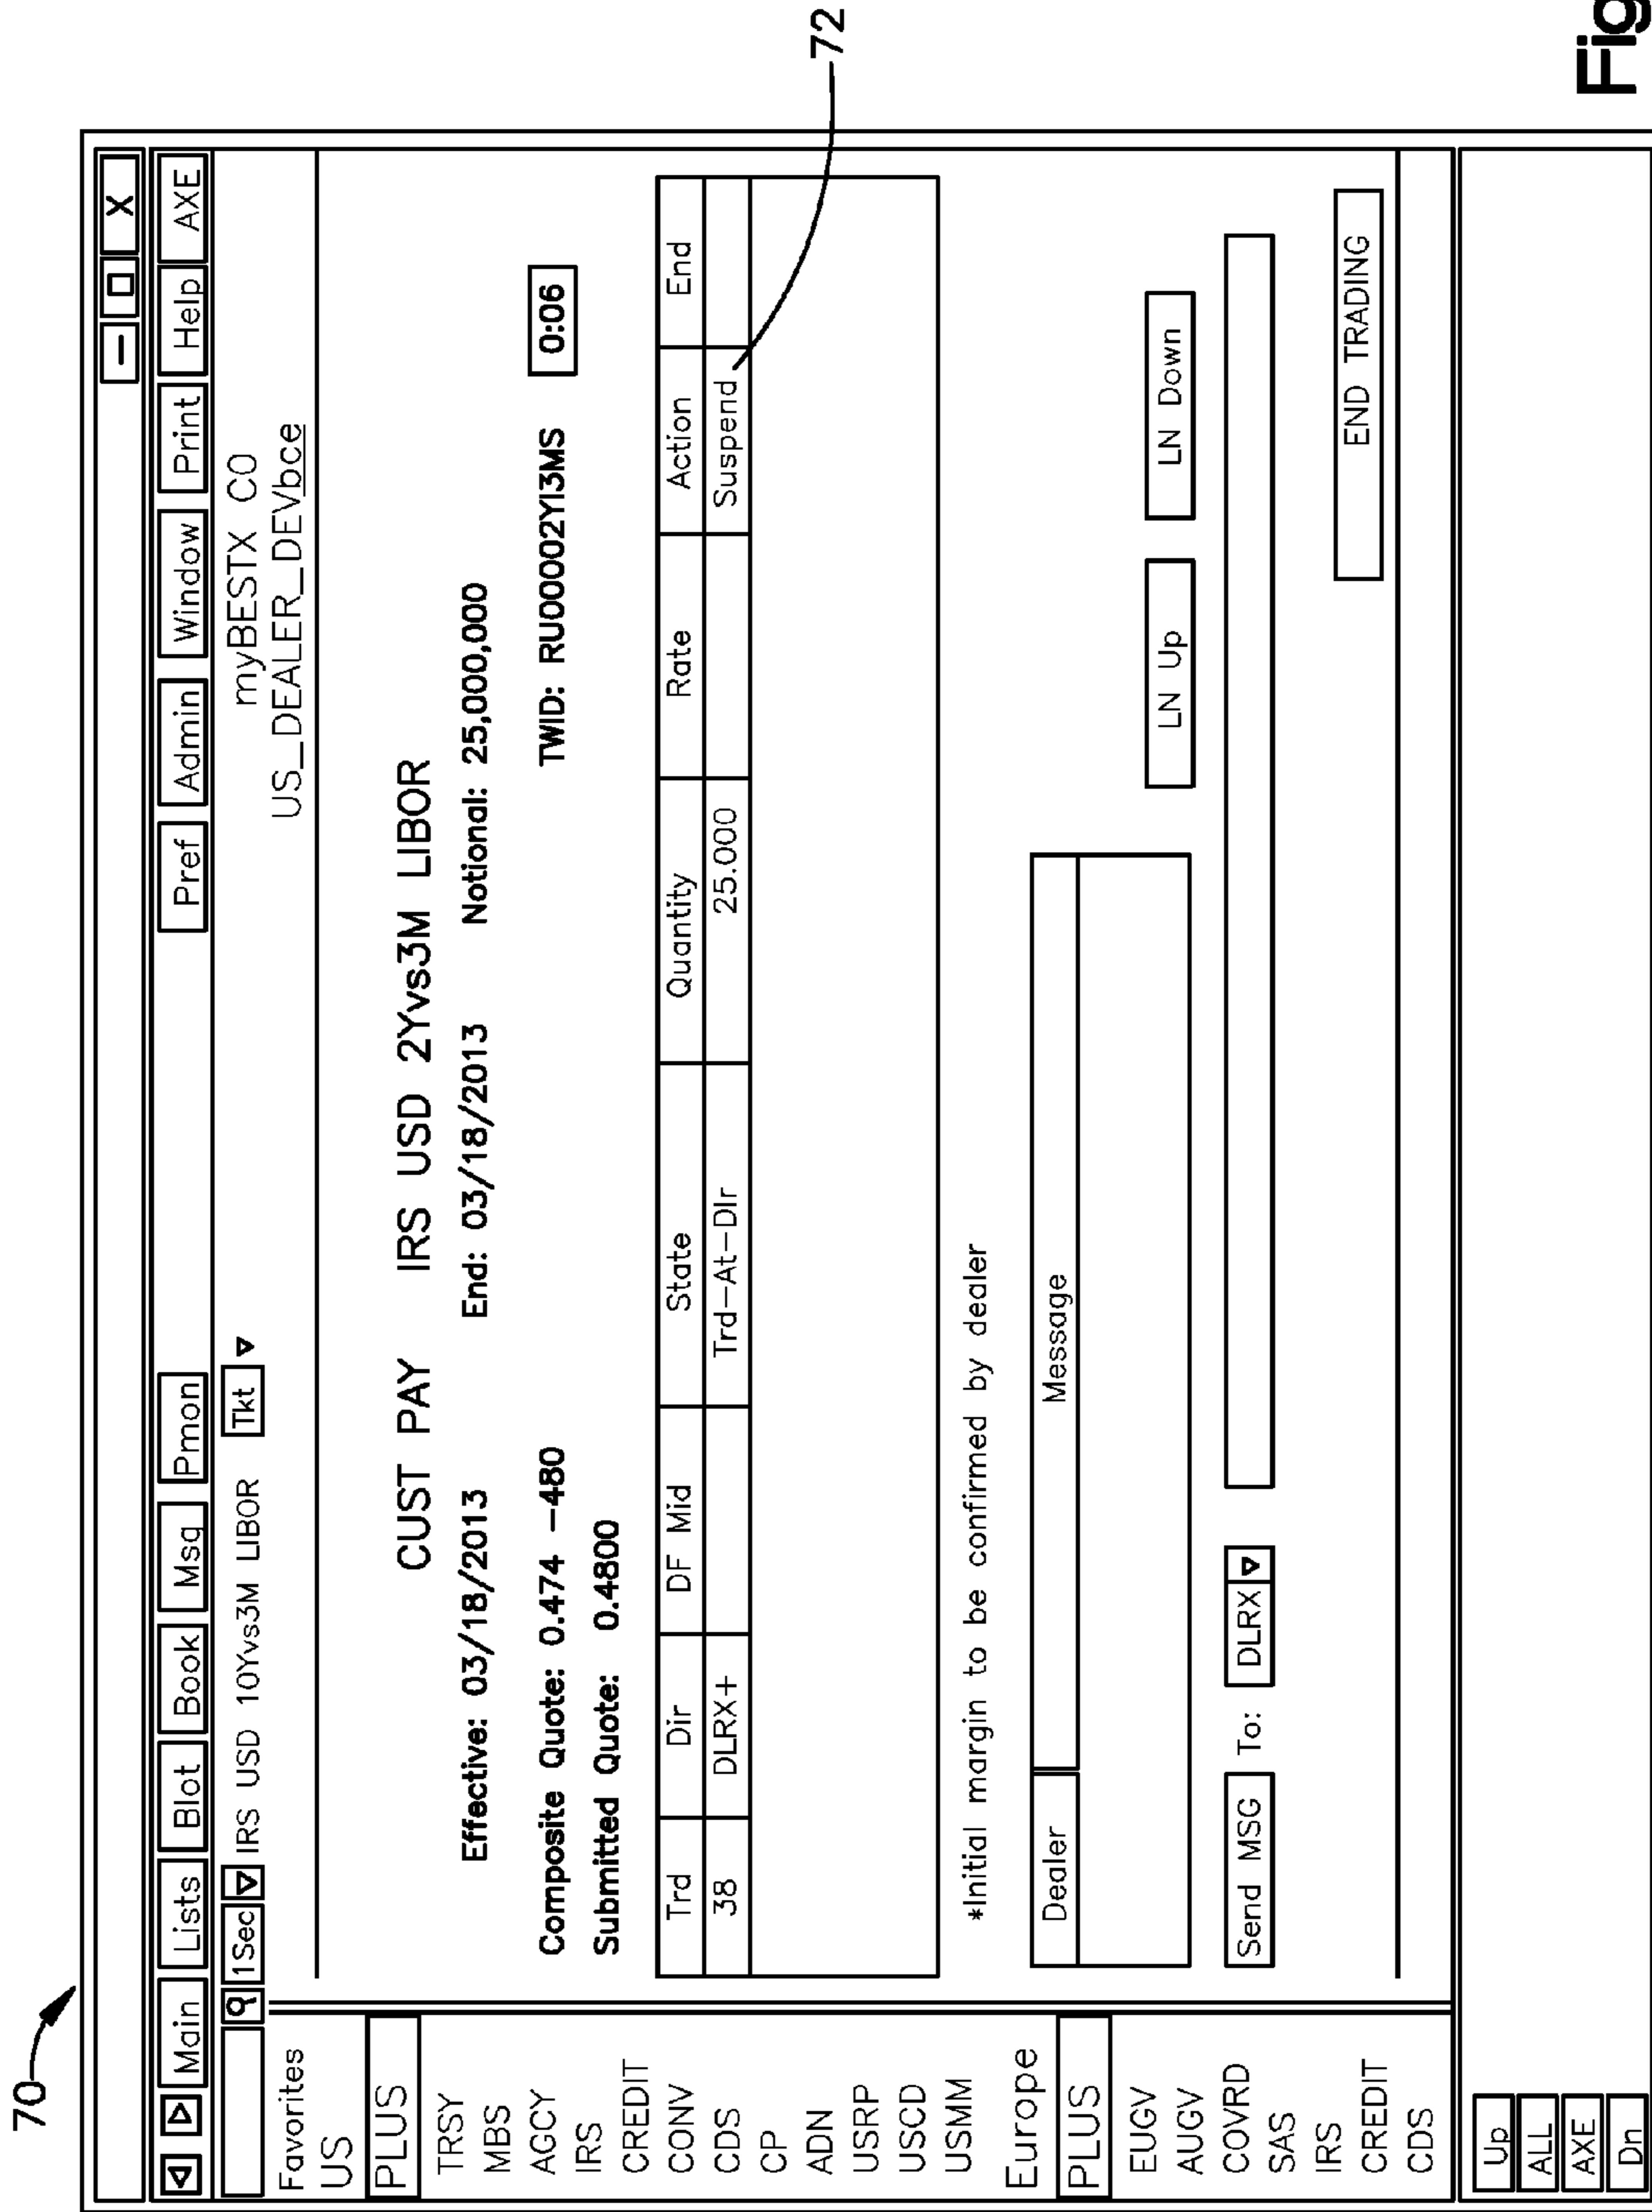 70
— □ X
Main Lists Blot Book Msg Pmon Pref Admin Window Print Help AXE
1Sec IRS USD 10Yvs3M LIBOR Tkt myBESTX CO
US_DEALER_DEVbce
Favorites
US
PLUS
TRSY
MBS
AGCY
IRS
CREDIT
CONV
CDS
CP
ADN
USRP
USCD
USMM
Europe
PLUS
EUGV
AUGV
COVRD
SAS
IRS
CREDIT
CDS
CUST PAY IRS USD 2Yvs3M LIBOR
Effective: 03/18/2013 End: 03/18/2013 Notional: 25,000,000
Composite Quote: 0.474 -480 TWID: RU00002YI3MS 0:06
Submitted Quote: 0.4800
Trd Dir DF Mid State Quantity Rate Action End
38 DLRX+ Trd-At-Dlr 25.000 Suspend
72
*Initial margin to be confirmed by dealer
Dealer Message
LN Up LN Down
Send MSG To: DLRX
END TRADING
Up
ALL
AXE
Dn